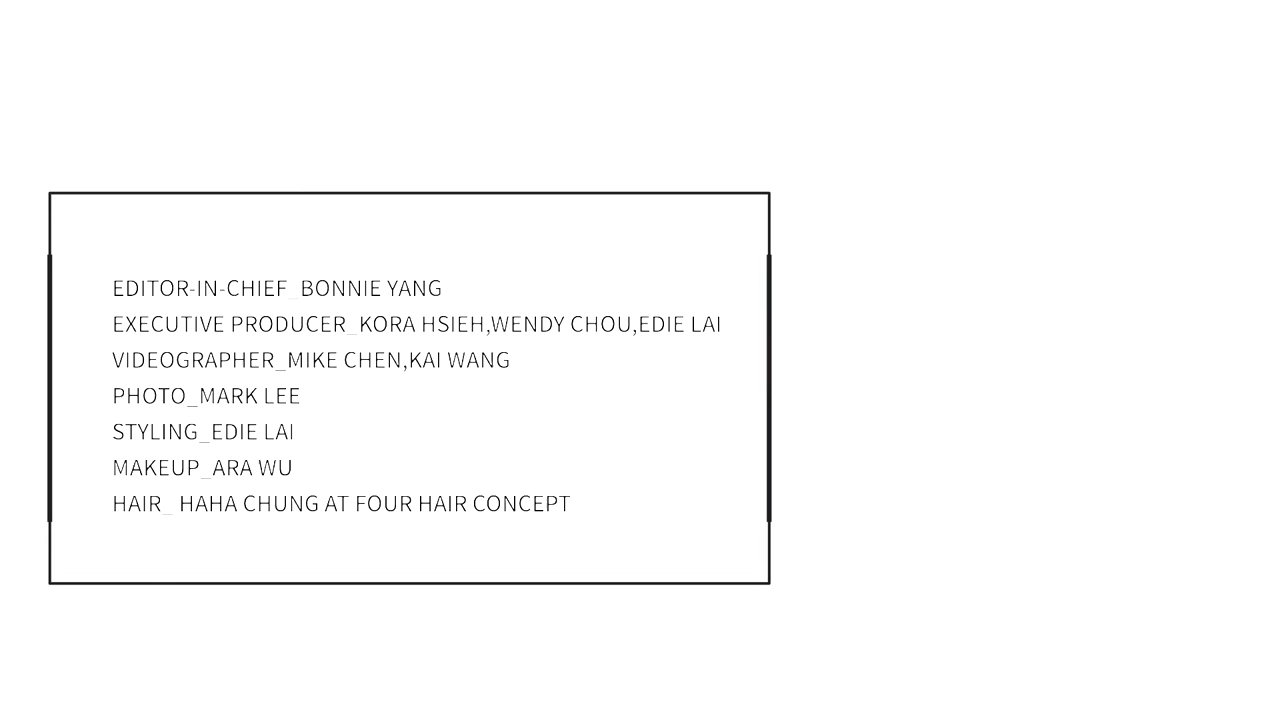 EDITOR-IN-CHIEF_BONNIE YANG
EXECUTIVE PRODUCER_KORA HSIEH,WENDY CHOU,EDIE LAI
VIDEOGRAPHER_MIKE CHEN,KAI WANG
PHOTO_MARK LEE
STYLING_EDIE LAI
MAKEUP_ARA WU
HAIR_ HAHA CHUNG AT FOUR HAIR CONCEPT